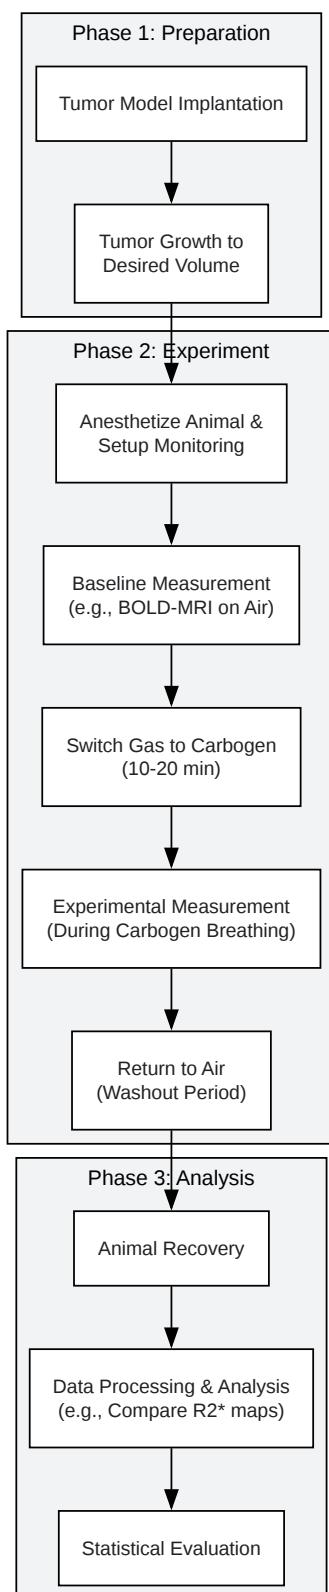 Phase 1: Preparation
Tumor Model Implantation
Tumor Growth to
Desired Volume
Phase 2: Experiment
Anesthetize Animal &
Setup Monitoring
Baseline Measurement
(e.g., BOLD-MRI on Air)
Switch Gas to Carbogen
(10-20 min)
Experimental Measurement
(During Carbogen Breathing)
Return to Air
(Washout Period)
Phase 3: Analysis
Animal Recovery
Data Processing & Analysis
(e.g., Compare R2* maps)
Statistical Evaluation